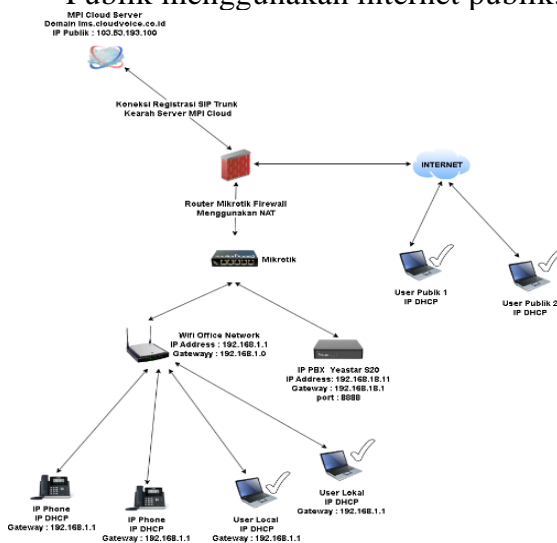 Publik menggunakan internet publik.
MPI Cloud Server
Domain lms.cloudvoice.co.id
IP Publik : 103.53.193.100
Koneksi Registrasi SIP Trunk
Kearah Server MPI Cloud
INTERNET
Router Mikrotik Firewall
Menggunakan NAT
Mikrotik
User Publik 1
IP DHCP
User Publik 2
IP DHCP
Wifi Office Network
IP Address : 192.168.1.1
Gatewayy : 192.168.1.0
IP PBX Yeastar S20
IP Address: 192.168.18.11
Gateway : 192.168.18.1
port : 8888
IP Phone
IP DHCP
Gateway : 192.168.1.1
IP Phone
IP DHCP
Gateway : 192.168.1.1
User Local
IP DHCP
Gateway : 192.168.1.1
User Lokal
IP DHCP
Gateway : 192.168.1.1